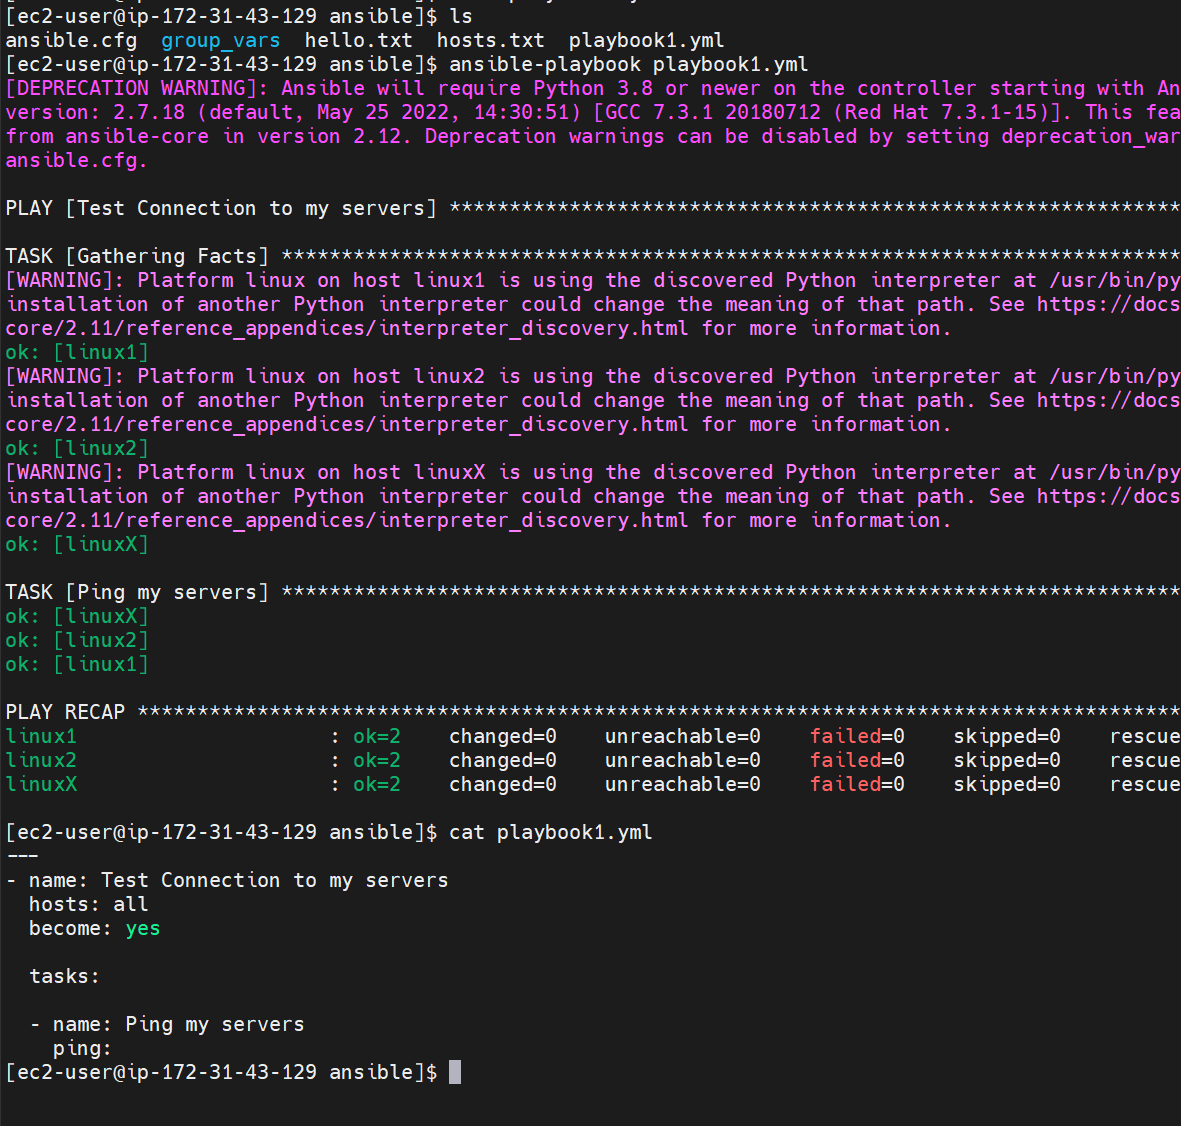 [ec2-user@ip-172-31-43-129 ansible]$ ls
ansible.cfg  group_vars  hello.txt  hosts.txt  playbook1.yml
[ec2-user@ip-172-31-43-129 ansible]$ ansible-playbook playbook1.yml
[DEPRECATION WARNING]: Ansible will require Python 3.8 or newer on the controller starting with An
version: 2.7.18 (default, May 25 2022, 14:30:51) [GCC 7.3.1 20180712 (Red Hat 7.3.1-15)]. This fea
from ansible-core in version 2.12. Deprecation warnings can be disabled by setting deprecation_war
ansible.cfg.
PLAY [Test Connection to my servers] *************************************************************
TASK [Gathering Facts] ***************************************************************************
[WARNING]: Platform linux on host linux1 is using the discovered Python interpreter at /usr/bin/py
installation of another Python interpreter could change the meaning of that path. See https://docs
core/2.11/reference_appendices/interpreter_discovery.html for more information.
ok: [linux1]
[WARNING]: Platform linux on host linux2 is using the discovered Python interpreter at /usr/bin/py
installation of another Python interpreter could change the meaning of that path. See https://docs
core/2.11/reference_appendices/interpreter_discovery.html for more information.
ok: [linux2]
[WARNING]: Platform linux on host linuxX is using the discovered Python interpreter at /usr/bin/py
installation of another Python interpreter could change the meaning of that path. See https://docs
core/2.11/reference_appendices/interpreter_discovery.html for more information.
ok: [linuxX]
TASK [Ping my servers] ***************************************************************************
ok: [linuxX]
ok: [linux2]
ok: [linux1]
PLAY RECAP ***************************************************************************************
linux1                     : ok=2    changed=0    unreachable=0    failed=0    skipped=0    rescue
linux2                     : ok=2    changed=0    unreachable=0    failed=0    skipped=0    rescue
linuxX                     : ok=2    changed=0    unreachable=0    failed=0    skipped=0    rescue
[ec2-user@ip-172-31-43-129 ansible]$ cat playbook1.yml
---
- name: Test Connection to my servers
  hosts: all
  become: yes
  tasks:
  - name: Ping my servers
    ping:
[ec2-user@ip-172-31-43-129 ansible]$